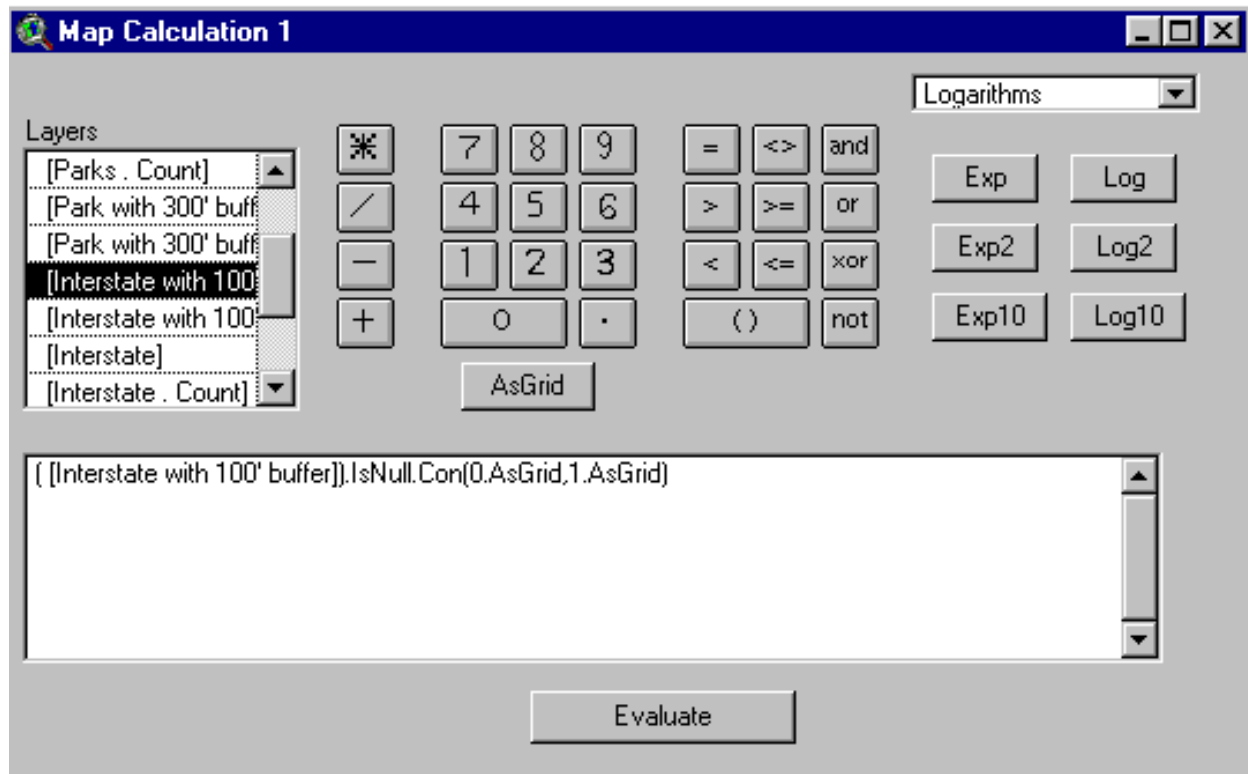 Map Calculation 1
Logarithms
Layers
[Parks . Count]
[Park with 300' buff
[Park with 300' buff
[Interstate with 100
[Interstate with 100
[Interstate]
[Interstate . Count]
* 7 8 9 = <> and
/ 4 5 6 > >= or
- 1 2 3 < <= xor
+ 0 . ( ) not
AsGrid
Exp Log
Exp2 Log2
Exp10 Log10
( [Interstate with 100' buffer]).IsNull.Con(0.AsGrid,1.AsGrid)
Evaluate